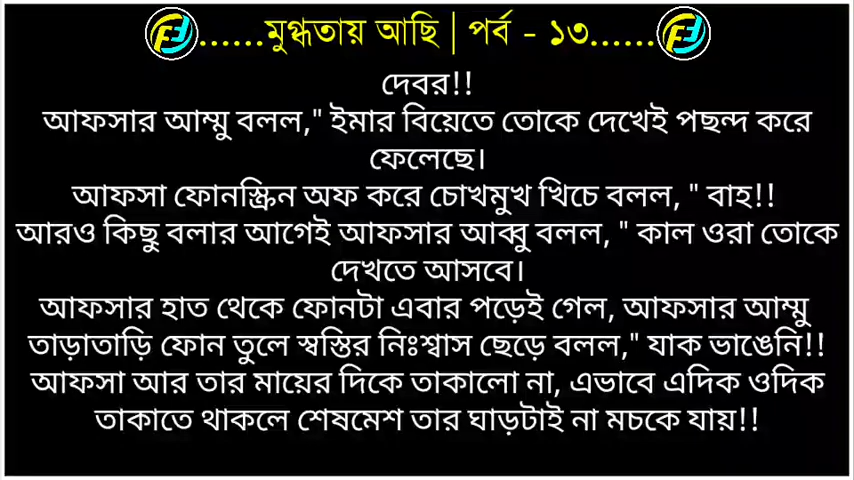 ......মুগ্ধতায় আছি | পর্ব - ১৩......
দেবর!!
আফসার আম্মু বলল," ইমার বিয়েতে তোকে দেখেই পছন্দ করে
ফেলেছে।
আফসা ফোনস্ক্রিন অফ করে চোখমুখ খিচে বলল, " বাহ!!
আরও কিছু বলার আগেই আফসার আব্বু বলল, " কাল ওরা তোকে
দেখতে আসবে।
আফসার হাত থেকে ফোনটা এবার পড়েই গেল, আফসার আম্মু
তাড়াতাড়ি ফোন তুলে স্বস্তির নিঃশ্বাস ছেড়ে বলল," যাক ভাঙেনি!!
আফসা আর তার মায়ের দিকে তাকালো না, এভাবে এদিক ওদিক
তাকাতে থাকলে শেষমেশ তার ঘাড়টাই না মচকে যায়!!